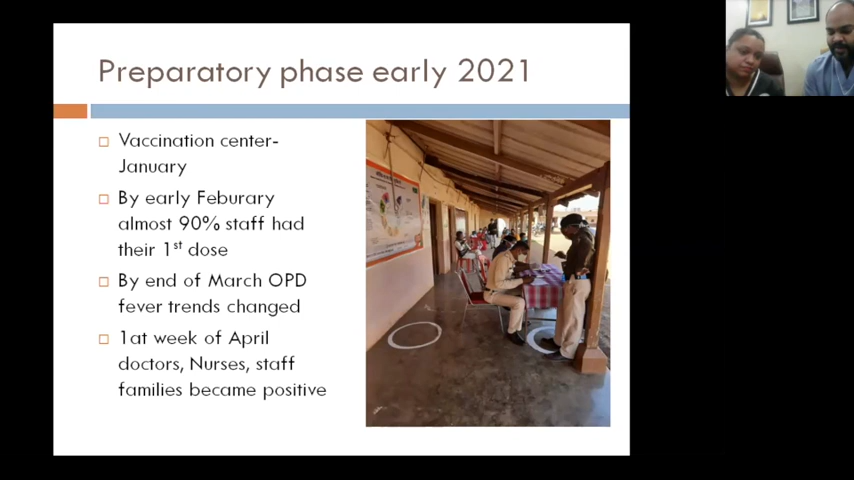 Preparatory phase early 2021
Vaccination center-
January
By early Feburary
almost 90% staff had
their 1st dose
By end of March OPD
fever trends changed
1at week of April
doctors, Nurses, staff
families became positive